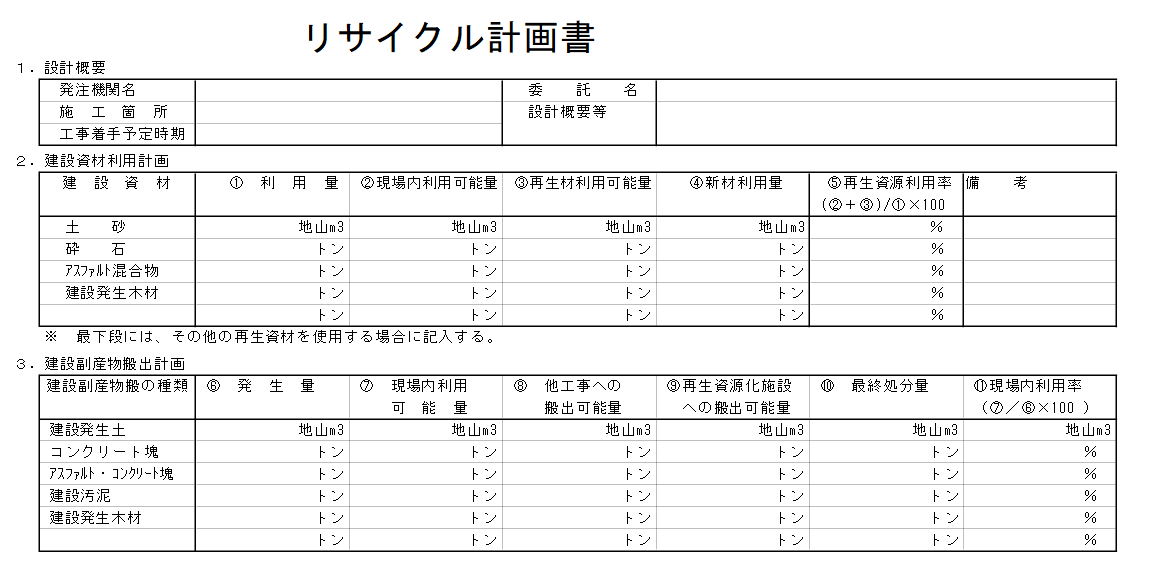 リサイクル計画書
１．設計概要
発注機関名　委　託　名
施　工　箇　所　設計概要等
工事着手予定時期
２．建設資材利用計画
建　設　資　材　①　利　用　量　②現場内利用可能量　③再生材利用可能量　④新材利用量　⑤再生資源利用率　備　考
(②＋③)/①×100
土　砂　地山m3　地山m3　地山m3　地山m3　％
砕　石　トン　トン　トン　トン　％
ｱｽﾌｧﾙﾄ混合物　トン　トン　トン　トン　％
建設発生木材　トン　トン　トン　トン　％
トン　トン　トン　トン　％
※　最下段には、その他の再生資材を使用する場合に記入する。
３．建設副産物搬出計画
建設副産物搬の種類　⑥　発　生　量　⑦　現場内利用　⑧　他工事への　⑨再生資源化施設　⑩　最終処分量　⑪現場内利用率
可　能　量　搬出可能量　への搬出可能量　（⑦／⑥×100 ）
建設発生土　地山m3　地山m3　地山m3　地山m3　地山m3　地山m3
コンクリート塊　トン　トン　トン　トン　トン　％
ｱｽﾌｧﾙﾄ・ｺﾝｸﾘｰﾄ塊　トン　トン　トン　トン　トン　％
建設汚泥　トン　トン　トン　トン　トン　％
建設発生木材　トン　トン　トン　トン　トン　％
トン　トン　トン　トン　トン　％